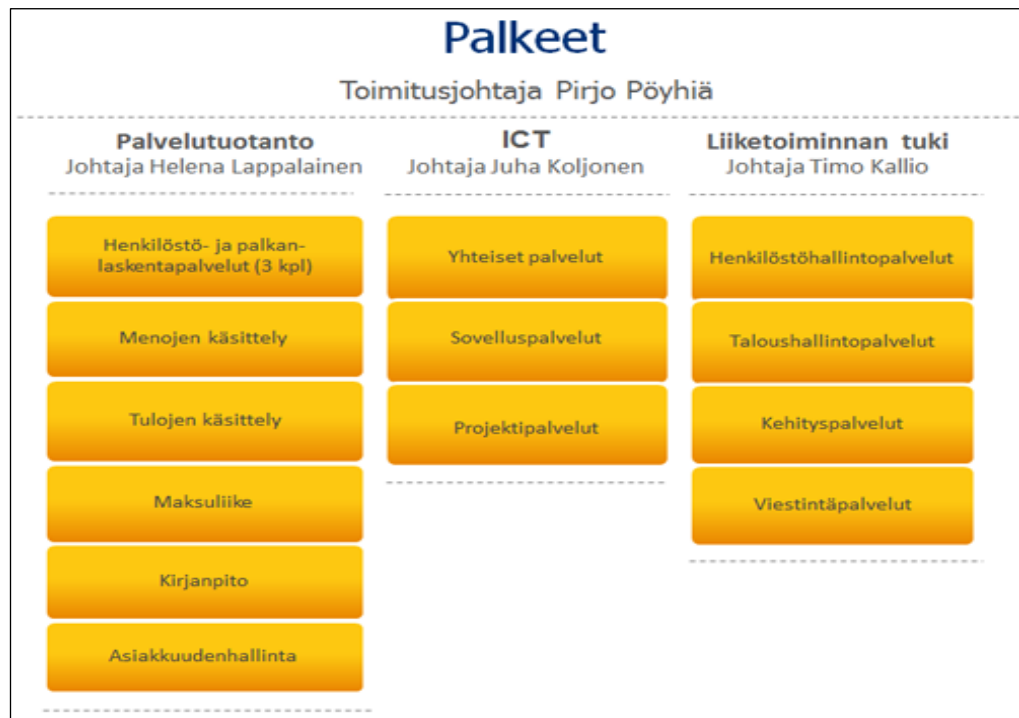 Palkeet
Toimitusjohtaja Pirjo Pöyhiä
Palvelutuotanto
Johtaja Helena Lappalainen
Henkilöstö- ja palkan-
laskentapalvelut (3 kpl)
Menojen käsittely
Tulojen käsittely
Maksuliike
Kirjanpito
Asiakkuudenhallinta
ICT
Johtaja Juha Koljonen
Yhteiset palvelut
Sovelluspalvelut
Projektipalvelut
Liiketoiminnan tuki
Johtaja Timo Kallio
Henkilöstöhallintopalvelut
Taloushallintopalvelut
Kehityspalvelut
Viestintäpalvelut